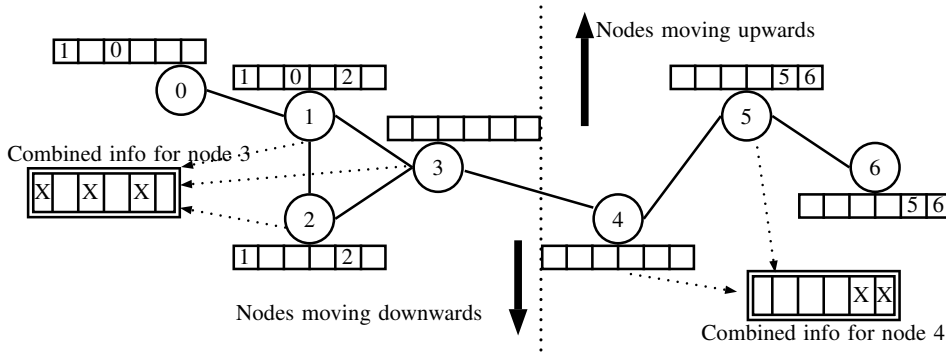 Nodes moving upwards
1 0
0
1 0 2
1
5 6
5
Combined info for node 3
X X X
3
6
5 6
2
1 2
4
Nodes moving downwards
X X
Combined info for node 4